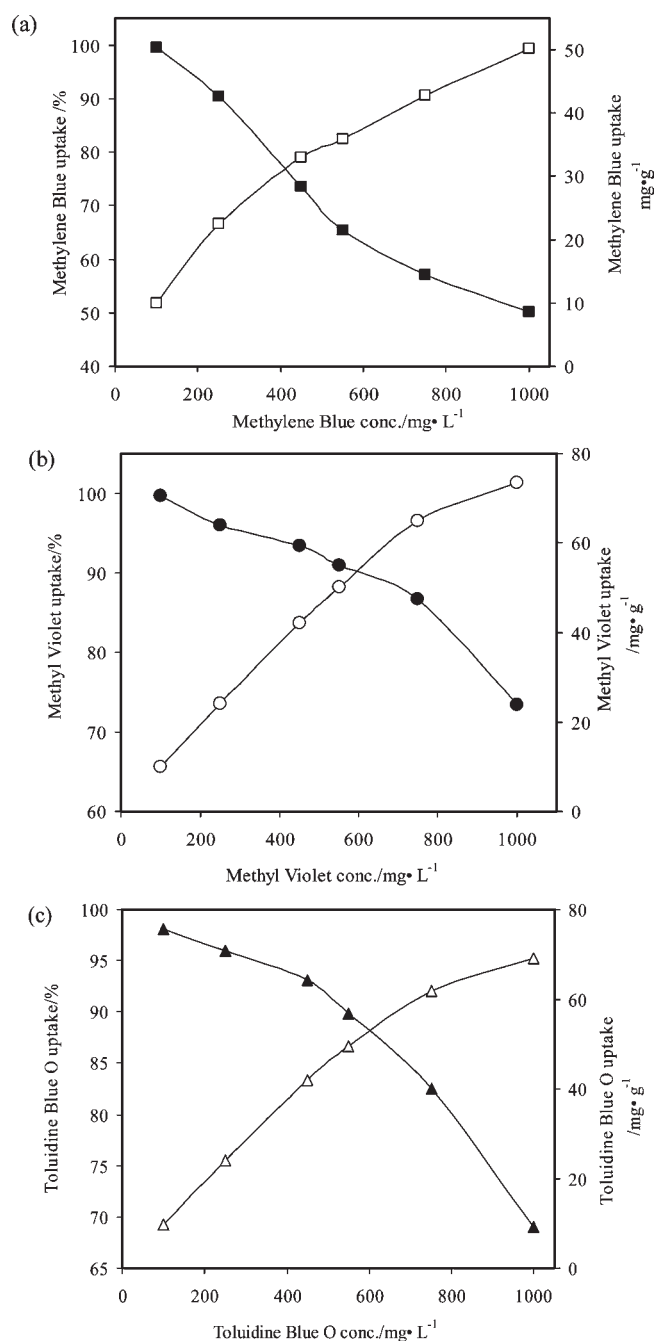 (a)
100
90
80
70
60
50
40
Methylene Blue uptake /%
50
40
30
20
10
0
Methylene Blue uptake
mg•g-1
0 200 400 600 800 1000
Methylene Blue conc./mg• L-1
(b)
100
90
80
70
60
Methyl Violet uptake/%
80
60
40
20
0
Methyl Violet uptake
/mg• g-1
0 200 400 600 800 1000
Methyl Violet conc./mg• L-1
(c)
100
95
90
85
80
75
70
65
Toluidine Blue O uptake/%
80
60
40
20
0
Toluidine Blue O uptake
/mg• g-1
0 200 400 600 800 1000
Toluidine Blue O conc./mg• L-1